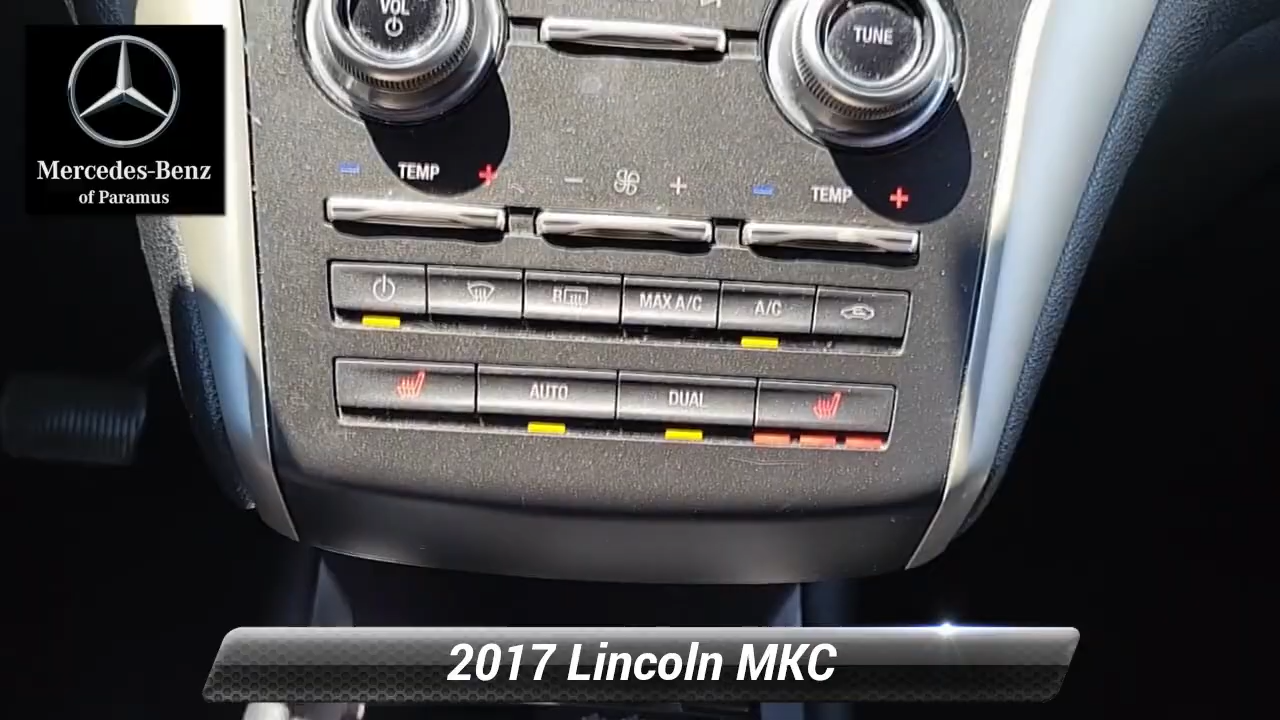 VOL
TUNE
Mercedes-Benz
of Paramus
TEMP
TEMP
R
MAX A/C
A/C
AUTO
DUAL
2017 Lincoln MKC